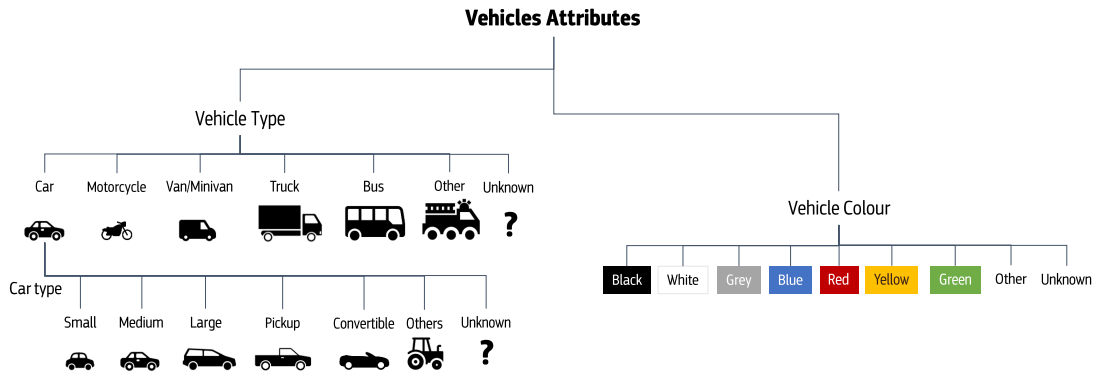 Vehicles Attributes
Vehicle Type
Car Motorcycle Van/Minivan Truck Bus Other Unknown
?
Car type
Small Medium Large Pickup Convertible Others Unknown
?
Vehicle Colour
Black White Grey Blue Red Yellow Green Other Unknown